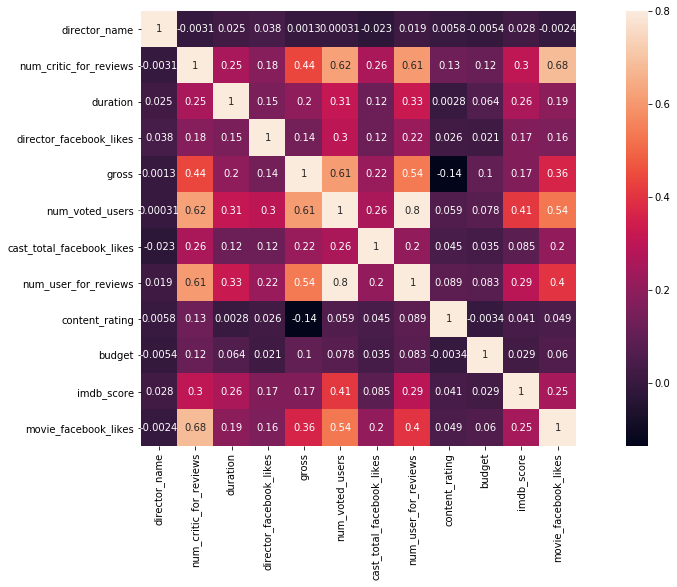 director_name 1 -0.0031 0.025 0.038 0.0013 0.00031 -0.023 0.019 0.0058 -0.0054 0.028 -0.0024
num_critic_for_reviews -0.0031 1 0.25 0.18 0.44 0.62 0.26 0.61 0.13 0.12 0.3 0.68
duration 0.025 0.25 1 0.15 0.2 0.31 0.12 0.33 0.0028 0.064 0.26 0.19
director_facebook_likes 0.038 0.18 0.15 1 0.14 0.3 0.12 0.22 0.026 0.021 0.17 0.16
gross 0.0013 0.44 0.2 0.14 1 0.61 0.22 0.54 -0.14 0.1 0.17 0.36
num_voted_users 0.00031 0.62 0.31 0.3 0.61 1 0.26 0.8 0.059 0.078 0.41 0.54
cast_total_facebook_likes -0.023 0.26 0.12 0.12 0.22 0.26 1 0.2 0.045 0.035 0.085 0.2
num_user_for_reviews 0.019 0.61 0.33 0.22 0.54 0.8 0.2 1 0.089 0.083 0.29 0.4
content_rating 0.0058 0.13 0.0028 0.026 -0.14 0.059 0.045 0.089 1 -0.0034 0.041 0.049
budget -0.0054 0.12 0.064 0.021 0.1 0.078 0.035 0.083 -0.0034 1 0.029 0.06
imdb_score 0.028 0.3 0.26 0.17 0.17 0.41 0.085 0.29 0.041 0.029 1 0.25
movie_facebook_likes -0.0024 0.68 0.19 0.16 0.36 0.54 0.2 0.4 0.049 0.06 0.25 1
director_name
num_critic_for_reviews
duration
director_facebook_likes
gross
num_voted_users
cast_total_facebook_likes
num_user_for_reviews
content_rating
budget
imdb_score
movie_facebook_likes
0.8
0.6
0.4
0.2
0.0